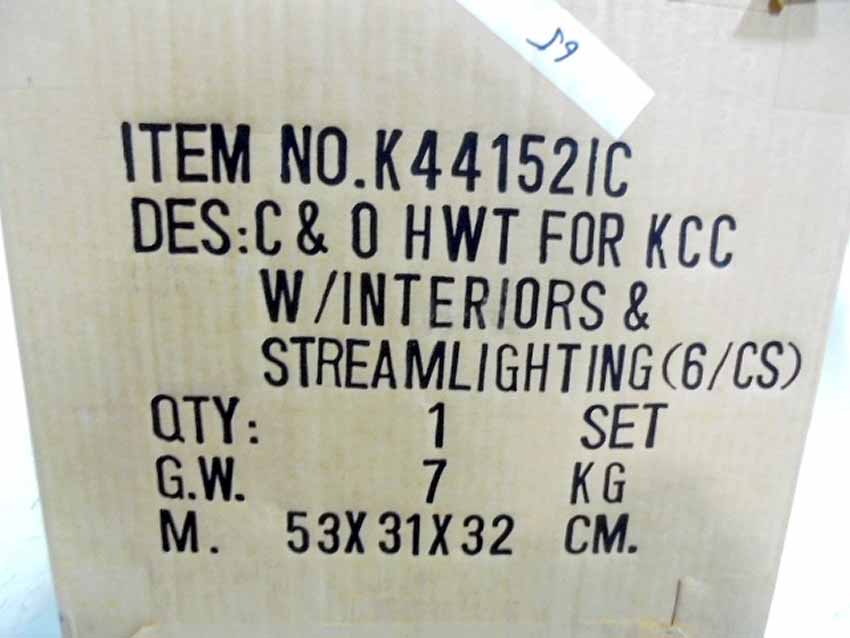 ITEM NO.K44152IC
DES:C & O HWT FOR KCC
W/INTERIORS &
STREAMLIGHTING(6/CS)
QTY: 1 SET
G.W. 7 KG
M. 53X31X32 CM.